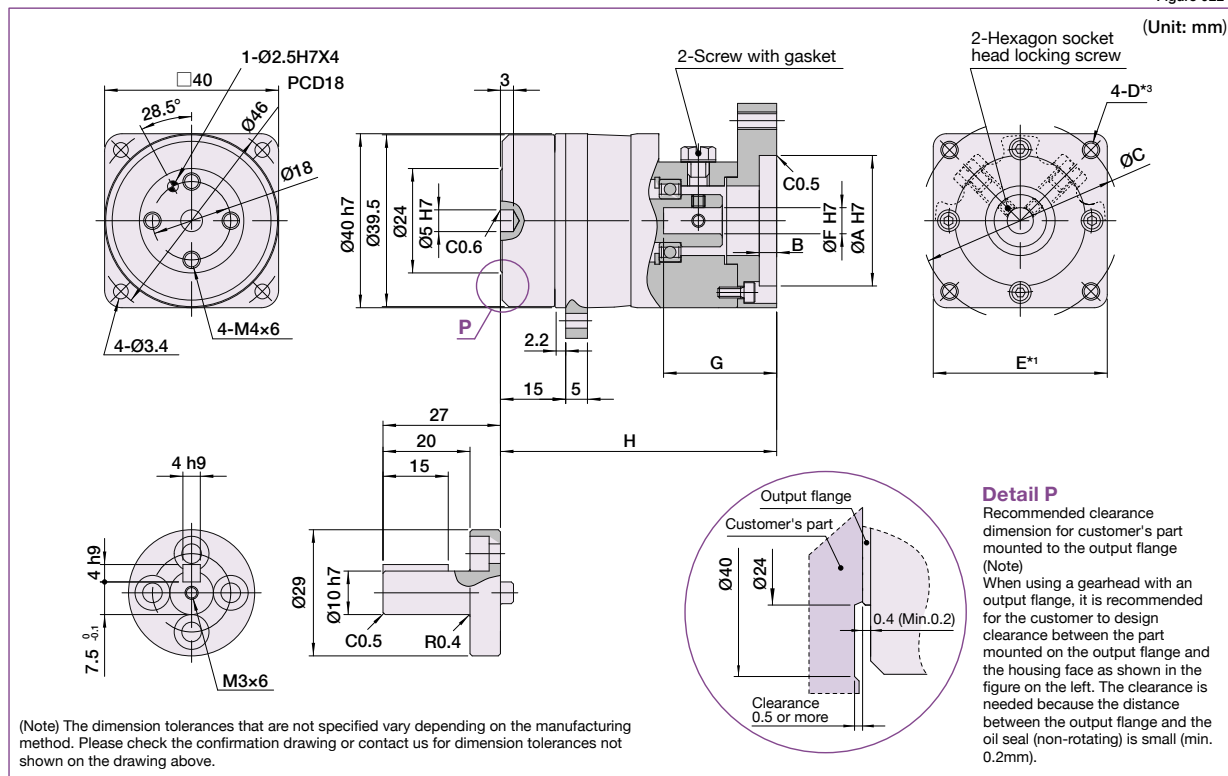 (Unit: mm)
1-Ø2.5H7X4
PCD18
□40
28.5°
Ø46
Ø18
4-M4×6
4-Ø3.4
3
2-Screw with gasket
Ø40 h7
Ø39.5
Ø24
Ø5 H7
C0.6
P
2.2
15
5
C0.5
ØF H7
ØA H7
B
G
H
2-Hexagon socket
head locking screw
4-D*3
ØC
E*1
27
20
15
4 h9
4 h9
7.5 0 -0.1
M3×6
Ø29
Ø10 h7
C0.5
R0.4
Output flange
Customer's part
Ø40
Ø24
0.4 (Min.0.2)
Clearance
0.5 or more
Detail P
Recommended clearance
dimension for customer's part
mounted to the output flange
(Note)
When using a gearhead with an
output flange, it is recommended
for the customer to design
clearance between the part
mounted on the output flange and
the housing face as shown in the
figure on the left. The clearance is
needed because the distance
between the output flange and the
oil seal (non-rotating) is small (min.
0.2mm).
(Note) The dimension tolerances that are not specified vary depending on the manufacturing
method. Please check the confirmation drawing or contact us for dimension tolerances not
shown on the drawing above.